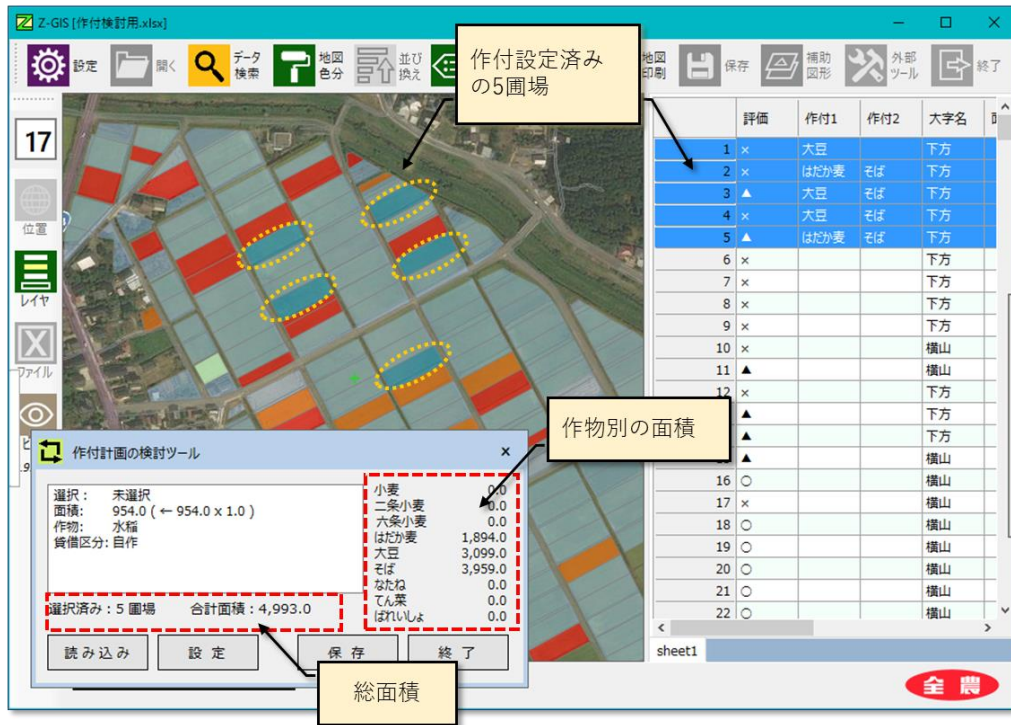 Z-GIS [作付検討用.xlsx]
設定
開く
データ
検索
地図
色分
並び
換え
地図
印刷
保存
補助
図形
外部
ツール
終了
作付設定済み
の5圃場
17
位置
レイヤ
ファイル
評価 作付1 作付2 大字名
1 × 大豆 下方
2 × はだか麦 そば 下方
3 ▲ 大豆 そば 下方
4 × 大豆 そば 下方
5 ▲ はだか麦 そば 下方
6 × 下方
7 × 下方
8 × 下方
9 × 下方
10 × 横山
11 ▲ 横山
12 × 下方
▲ 下方
▲ 下方
▲ 横山
16 ○ 横山
17 × 横山
18 ○ 横山
19 ○ 横山
20 ○ 横山
21 ○ 横山
22 ○ 横山
sheet1
作物別の面積
作付計画の検討ツール x
選択： 未選択
面積: 954.0 ( ← 954.0 x 1.0 )
作物: 水稲
貸借区分: 自作
小麦 0.0
二条小麦 0.0
六条小麦 0.0
はだか麦 1,894.0
大豆 3,099.0
そば 3,959.0
なたね 0.0
てん菜 0.0
ばれいしょ 0.0
選択済み：5 圃場 合計面積：4,993.0
読み込み 設 定 保 存 終 了
総面積
全農